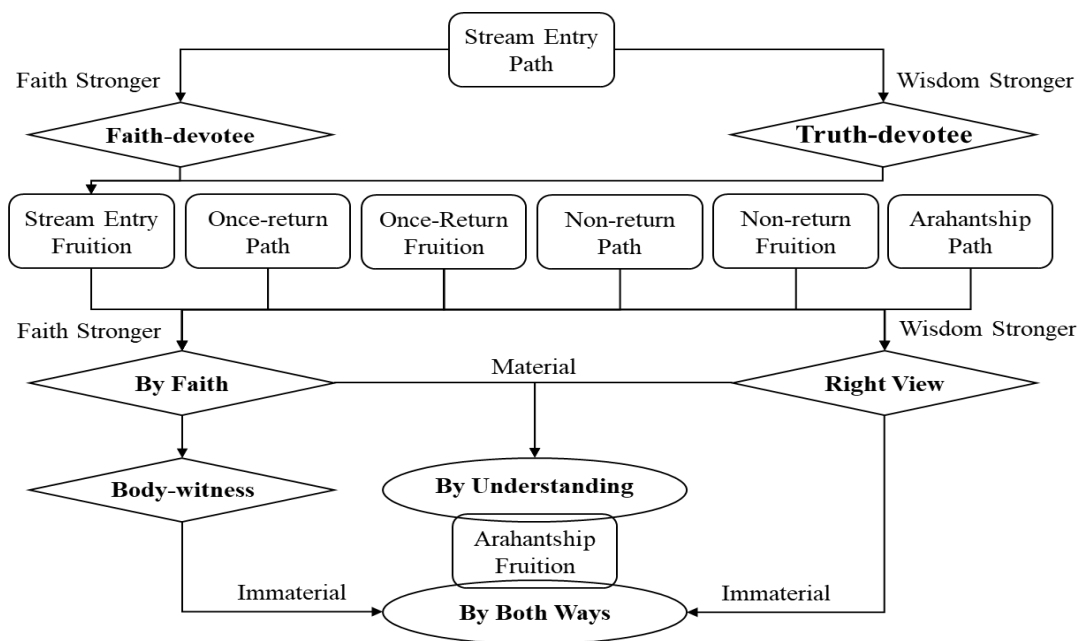 Stream Entry
Path
Faith Stronger
Wisdom Stronger
Faith-devotee
Truth-devotee
Stream Entry
Fruition
Once-return
Path
Once-Return
Fruition
Non-return
Path
Non-return
Fruition
Arahantship
Path
Faith Stronger
Wisdom Stronger
By Faith
Material
Right View
Body-witness
By Understanding
Arahantship
Fruition
Immaterial
Immaterial
By Both Ways